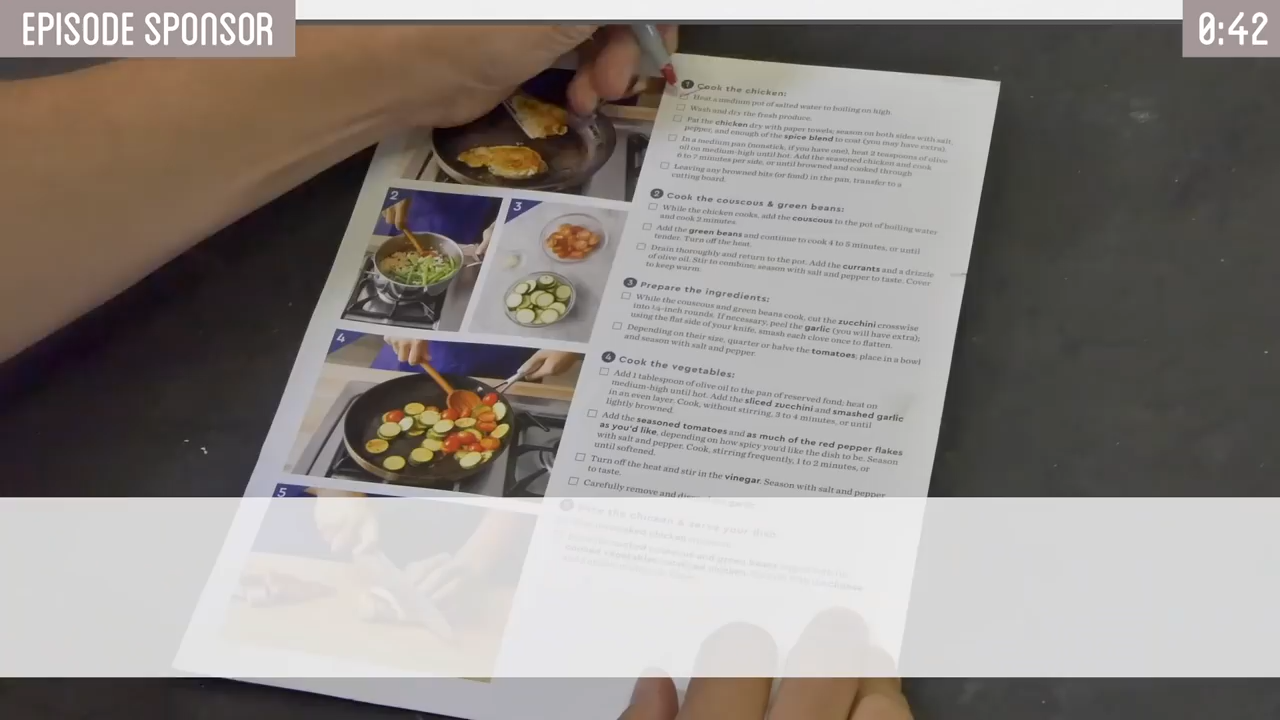 EPISODE SPONSOR
0:42
1 Cook the chicken:
Heat a medium pot of salted water to boiling on high.
Wash and dry the fresh produce.
Pat the chicken dry with paper towels; season on both sides with salt,
pepper, and enough of the spice blend to coat (you may have extra).
In a medium pan (nonstick, if you have one), heat 2 teaspoons of olive
oil on medium-high until hot. Add the seasoned chicken and cook
6 to 7 minutes per side, or until browned and cooked through
Leaving any browned bits (or fond) in the pan, transfer to a
cutting board.
2
3
2 Cook the couscous & green beans:
While the chicken cooks, add the couscous to the pot of boiling water
and cook 2 minutes.
Add the green beans and continue to cook 4 to 5 minutes, or until
tender. Turn off the heat.
Drain thoroughly and return to the pot. Add the currants and a drizzle
of olive oil. Stir to combine; season with salt and pepper to taste. Cover
to keep warm.
3 Prepare the ingredients:
While the couscous and green beans cook, cut the zucchini crosswise
into 1/4-inch rounds. If necessary, peel the garlic (you will have extra);
using the flat side of your knife, smash each clove once to flatten.
Depending on their size, quarter or halve the tomatoes; place in a bowl
and season with salt and pepper.
4
4 Cook the vegetables:
Add 1 tablespoon of olive oil to the pan of reserved fond; heat on
medium-high until hot. Add the sliced zucchini and smashed garlic
in an even layer. Cook, without stirring, 3 to 4 minutes, or until
lightly browned.
Add the seasoned tomatoes and as much of the red pepper flakes
as you'd like, depending on how spicy you'd like the dish to be. Season
with salt and pepper. Cook, stirring frequently, 1 to 2 minutes, or
until softened.
Turn off the heat and stir in the vinegar. Season with salt and pepper
to taste.
Carefully remove and
5
chicken & serve your dish: